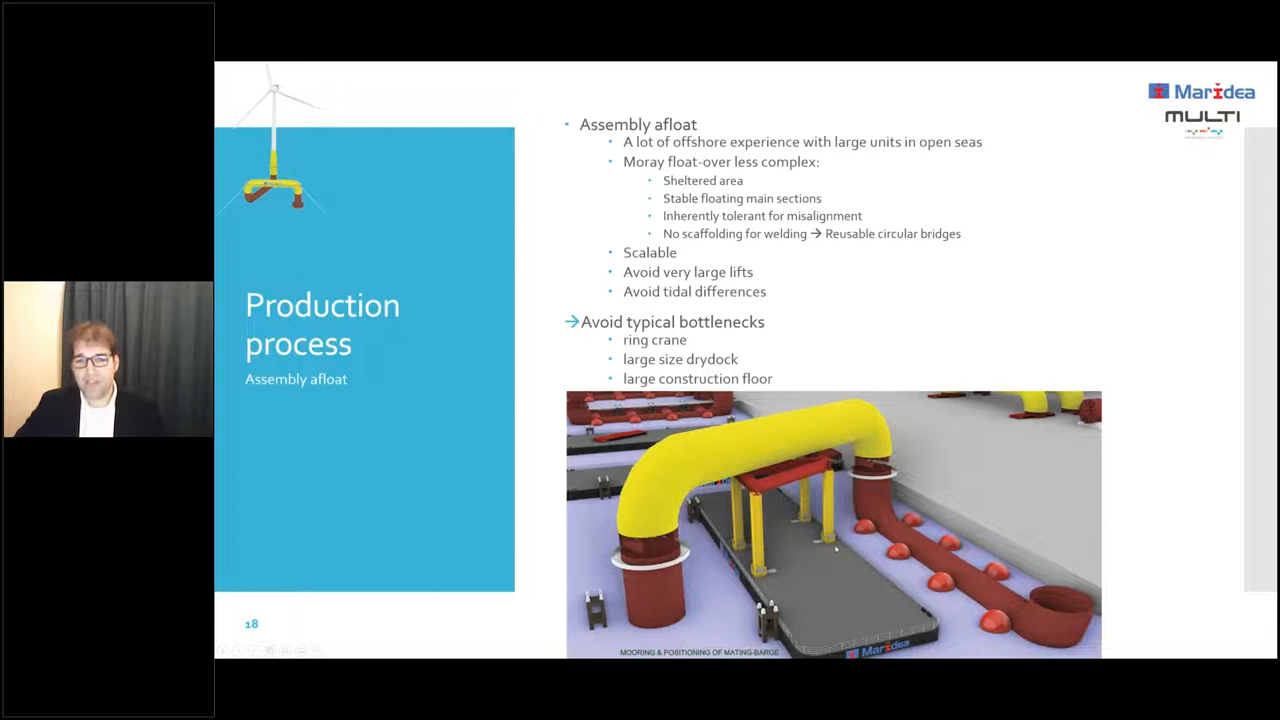 Maridea
MULTI
Production
process
Assembly afloat
18
Assembly afloat
A lot of offshore experience with large units in open seas
Moray float-over less complex:
Sheltered area
Stable floating main sections
Inherently tolerant for misalignment
No scaffolding for welding → Reusable circular bridges
Scalable
Avoid very large lifts
Avoid tidal differences
→Avoid typical bottlenecks
ring crane
large size drydock
large construction floor
MOORING & POSITIONING OF MATING-BARGE
Maridea